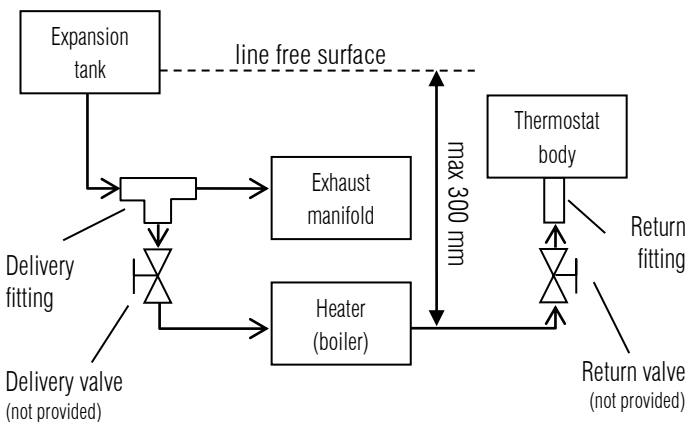 Expansion
tank
line free surface
Thermostat
body
max 300 mm
Exhaust
manifold
Return
fitting
Delivery
fitting
Heater
(boiler)
Delivery valve
(not provided)
Return valve
(not provided)